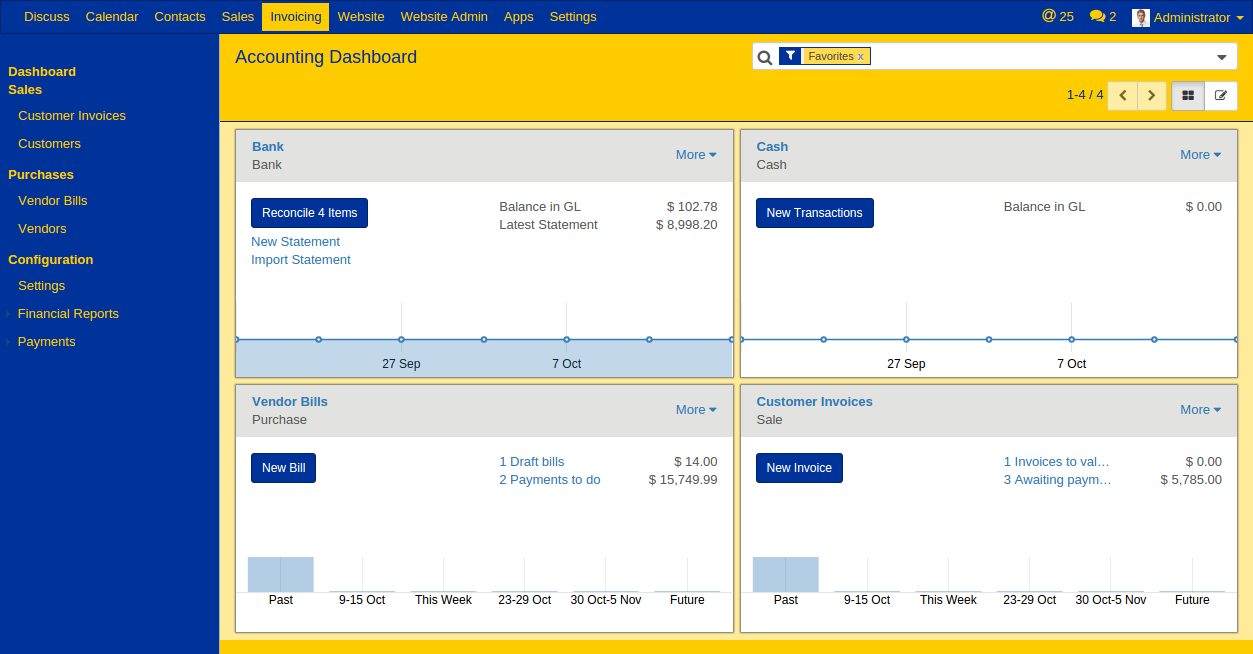 Discuss Calendar Contacts Sales Invoicing Website Website Admin Apps Settings @ 25 2 Administrator
Dashboard
Sales
Customer Invoices
Customers
Purchases
Vendor Bills
Vendors
Configuration
Settings
Financial Reports
Payments
Accounting Dashboard
Favorites x
1-4 / 4
Bank
Bank
More
Reconcile 4 Items
New Statement
Import Statement
Balance in GL $ 102.78
Latest Statement $ 8,998.20
27 Sep 7 Oct
Cash
Cash
More
New Transactions
Balance in GL $ 0.00
27 Sep 7 Oct
Vendor Bills
Purchase
More
New Bill
1 Draft bills $ 14.00
2 Payments to do $ 15,749.99
Past 9-15 Oct This Week 23-29 Oct 30 Oct-5 Nov Future
Customer Invoices
Sale
More
New Invoice
1 Invoices to val… $ 0.00
3 Awaiting paym… $ 5,785.00
Past 9-15 Oct This Week 23-29 Oct 30 Oct-5 Nov Future